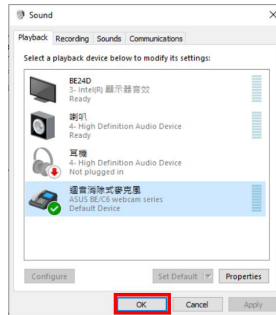 Sound
Playback Recording Sounds Communications
Select a playback device below to modify its settings:
BE24D
3- Intel(R) 顯示器音效
Ready
喇叭
4- High Definition Audio Device
Ready
耳機
4- High Definition Audio Device
Not plugged in
迴音消除式麥克風
ASUS BE/C6 webcam series
Default Device
Configure Set Default Properties
OK Cancel Apply